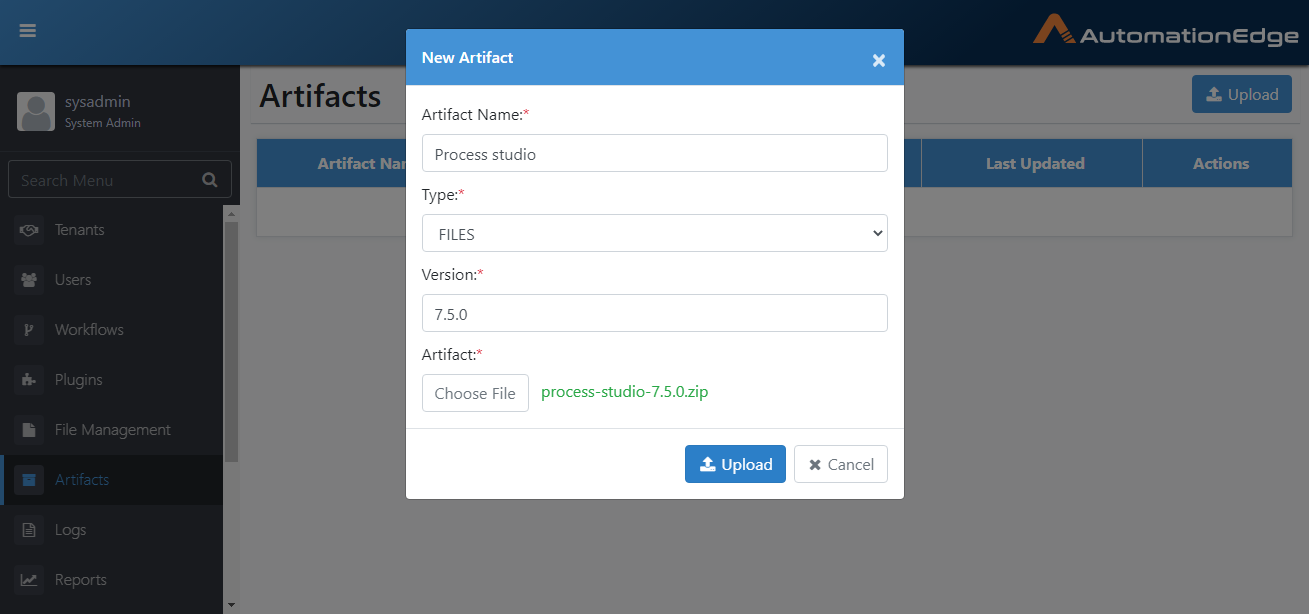 AutomationEdge
sysadmin
System Admin
Search Menu
Tenants
Users
Workflows
Plugins
File Management
Artifacts
Logs
Reports
Artifacts
Upload
Artifact Nar
Last Updated
Actions
New Artifact
×
Artifact Name:*
Process studio
Type:*
FILES
Version:*
7.5.0
Artifact:*
Choose File process-studio-7.5.0.zip
Upload
Cancel